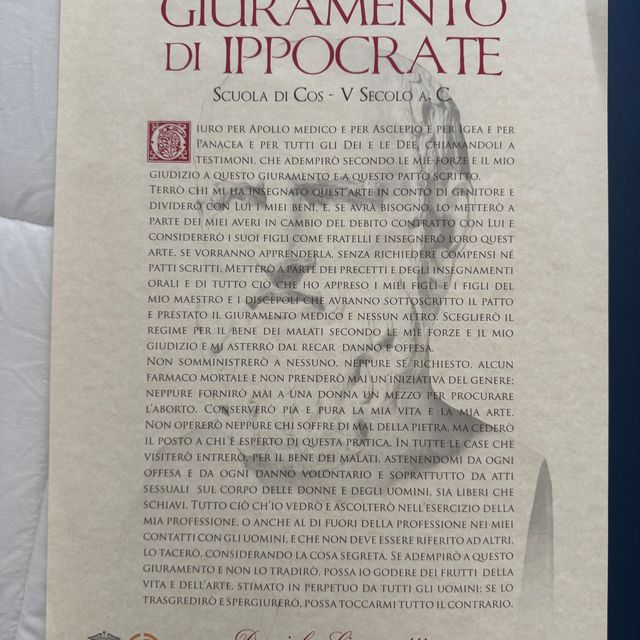 GIURAMENTO
DI IPPOCRATE
SCUOLA DI COS - V SECOLO A. C.
GIURO PER APOLLO MEDICO E PER ASCLEPIO E PER IGEA E PER
PANACEA E PER TUTTI GLI DEI E LE DEE, CHIAMANDOLI A
TESTIMONI, CHE ADEMPIRÒ SECONDO LE MIE FORZE E IL MIO
GIUDIZIO A QUESTO GIURAMENTO E A QUESTO PATTO SCRITTO.
TERRÒ CHI MI HA INSEGNATO QUEST'ARTE IN CONTO DI GENITORE E
DIVIDERÒ CON LUI I MIEI BENI, E, SE AVRÀ BISOGNO, LO METTERÒ A
PARTE DEI MIEI AVERI IN CAMBIO DEL DEBITO CONTRATTO CON LUI E
CONSIDERERÒ I SUOI FIGLI COME FRATELLI E INSEGNERÒ LORO QUEST
ARTE, SE VORRANNO APPRENDERLA, SENZA RICHIEDERE COMPENSI NÉ
PATTI SCRITTI. METTERÒ A PARTE DEI PRECETTI E DEGLI INSEGNAMENTI
ORALI E DI TUTTO CIÒ CHE HO APPRESO I MIEI FIGLI E I FIGLI DEL
MIO MAESTRO E I DISCEPOLI CHE AVRANNO SOTTOSCRITTO IL PATTO
E PRESTATO IL GIURAMENTO MEDICO E NESSUN ALTRO. SCEGLIERÒ IL
REGIME PER IL BENE DEI MALATI SECONDO LE MIE FORZE E IL MIO
GIUDIZIO E MI ASTERRÒ DAL RECAR DANNO E OFFESA.
NON SOMMINISTRERÒ A NESSUNO, NEPPURE SE RICHIESTO, ALCUN
FARMACO MORTALE E NON PRENDERÒ MAI UN'INIZIATIVA DEL GENERE;
NEPPURE FORNIRÒ MAI A UNA DONNA UN MEZZO PER PROCURARE
L'ABORTO. CONSERVERÒ PIA E PURA LA MIA VITA E LA MIA ARTE.
NON OPERERÒ NEPPURE CHI SOFFRE DI MAL DELLA PIETRA, MA CEDERÒ
IL POSTO A CHI È ESPERTO DI QUESTA PRATICA. IN TUTTE LE CASE CHE
VISITERÒ ENTRERÒ, PER IL BENE DEI MALATI, ASTENENDOMI DA OGNI
OFFESA E DA OGNI DANNO VOLONTARIO E SOPRATTUTTO DA ATTI
SESSUALI SUL CORPO DELLE DONNE E DEGLI UOMINI, SIA LIBERI CHE
SCHIAVI. TUTTO CIÒ CH'IO VEDRÒ E ASCOLTERÒ NELL'ESERCIZIO DELLA
MIA PROFESSIONE, O ANCHE AL DI FUORI DELLA PROFESSIONE NEI MIEI
CONTATTI CON GLI UOMINI, E CHE NON DEVE ESSERE RIFERITO AD ALTRI,
LO TACERÒ, CONSIDERANDO LA COSA SEGRETA. SE ADEMPIRÒ A QUESTO
GIURAMENTO E NON LO TRADIRÒ, POSSA IO GODERE DEI FRUTTI DELLA
VITA E DELL'ARTE, STIMATO IN PERPETUO DA TUTTI GLI UOMINI; SE LO
TRASGREDIRÒ E SPERGIURERÒ, POSSA TOCCARMI TUTTO IL CONTRARIO.